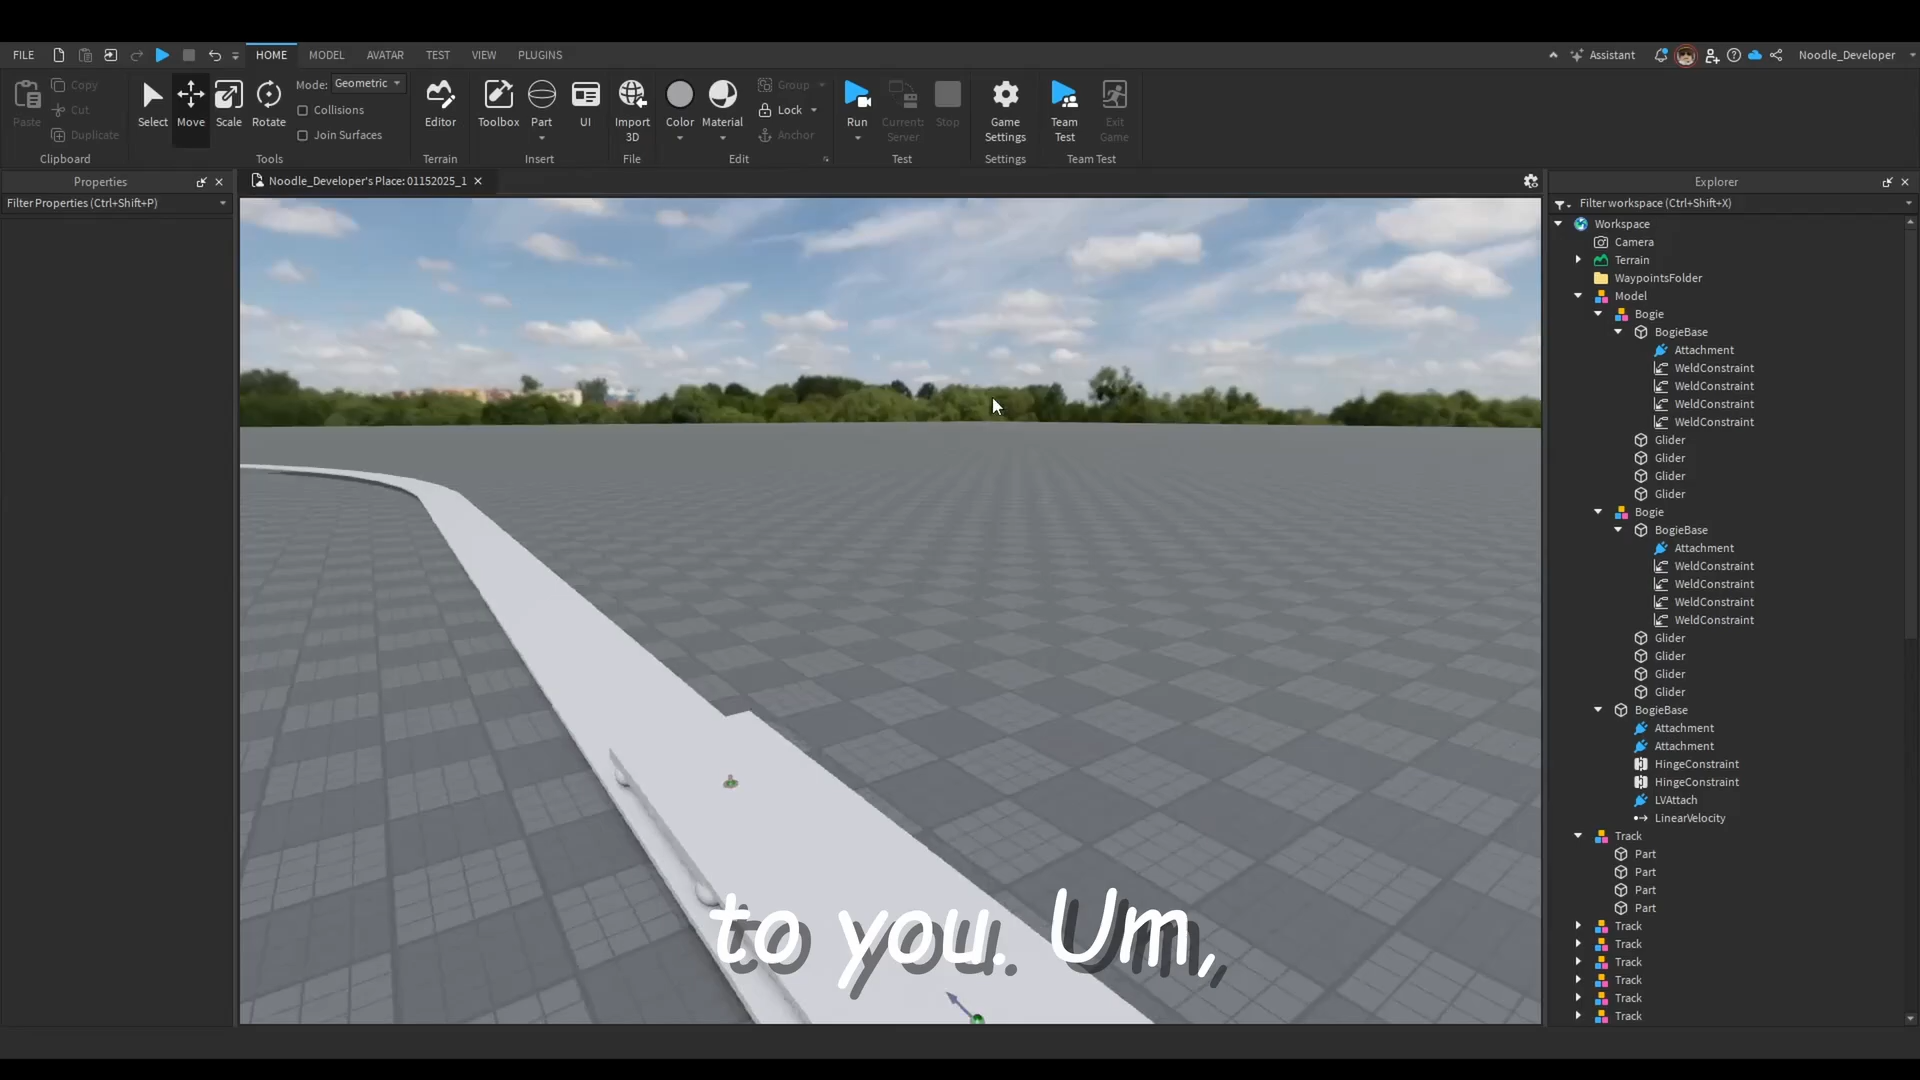 FILE
HOME
MODEL
AVATAR
TEST
VIEW
PLUGINS
Assistant
Noodle_Developer
Paste
Copy
Cut
Duplicate
Clipboard
Select
Move
Scale
Rotate
Mode: Geometric
Collisions
Join Surfaces
Tools
Editor
Terrain
Toolbox
Part
UI
Insert
Import
3D
File
Color
Material
Group
Lock
Anchor
Edit
Run
Current:
Server
Stop
Test
Game
Settings
Settings
Team
Test
Exit
Game
Team Test
Properties
Filter Properties (Ctrl+Shift+P)
Noodle_Developer's Place: 01152025_1
Explorer
Filter workspace (Ctrl+Shift+X)
Workspace
Camera
Terrain
WaypointsFolder
Model
Bogie
BogieBase
Attachment
WeldConstraint
WeldConstraint
WeldConstraint
WeldConstraint
Glider
Glider
Glider
Glider
Bogie
BogieBase
Attachment
WeldConstraint
WeldConstraint
WeldConstraint
WeldConstraint
Glider
Glider
Glider
Glider
BogieBase
Attachment
Attachment
HingeConstraint
HingeConstraint
LVAttach
LinearVelocity
Track
Part
Part
Part
Part
Track
Track
Track
Track
Track
Track
to you. Um,